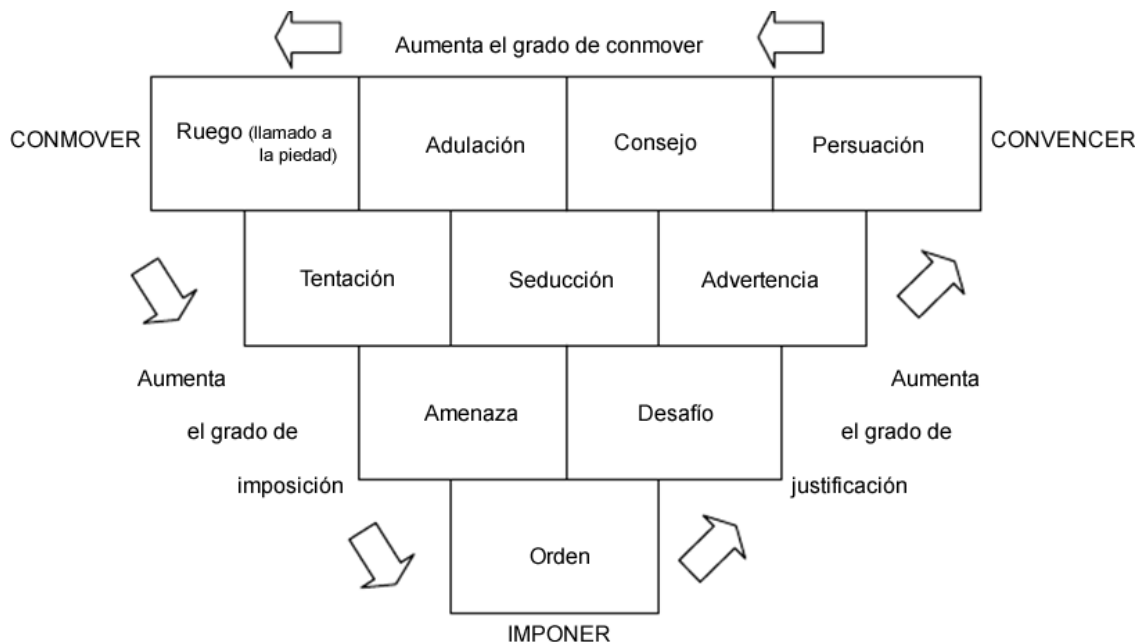 Aumenta el grado de conmover
CONMOVER
Ruego (llamado a
la piedad)
Adulación
Consejo
Persuación
CONVENCER
Tentación
Seducción
Advertencia
Aumenta
el grado de
imposición
Amenaza
Desafío
Aumenta
el grado de
justificación
Orden
IMPONER